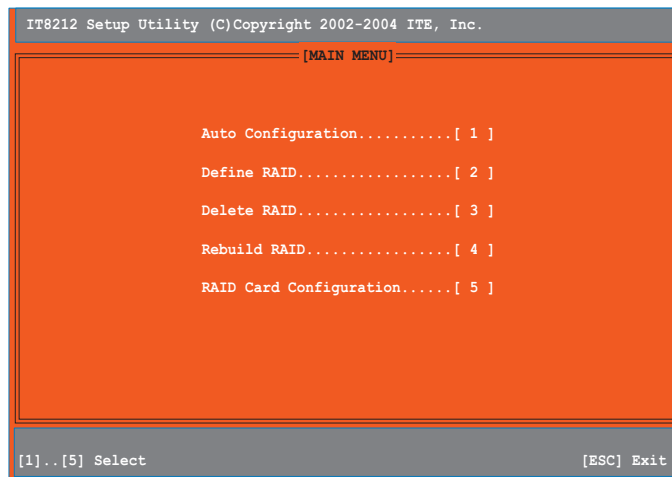 IT8212 Setup Utility (C)Copyright 2002-2004 ITE, Inc.
[MAIN MENU]
Auto Configuration...........[ 1 ]
Define RAID..................[ 2 ]
Delete RAID..................[ 3 ]
Rebuild RAID.................[ 4 ]
RAID Card Configuration......[ 5 ]
[1]..[5] Select [ESC] Exit